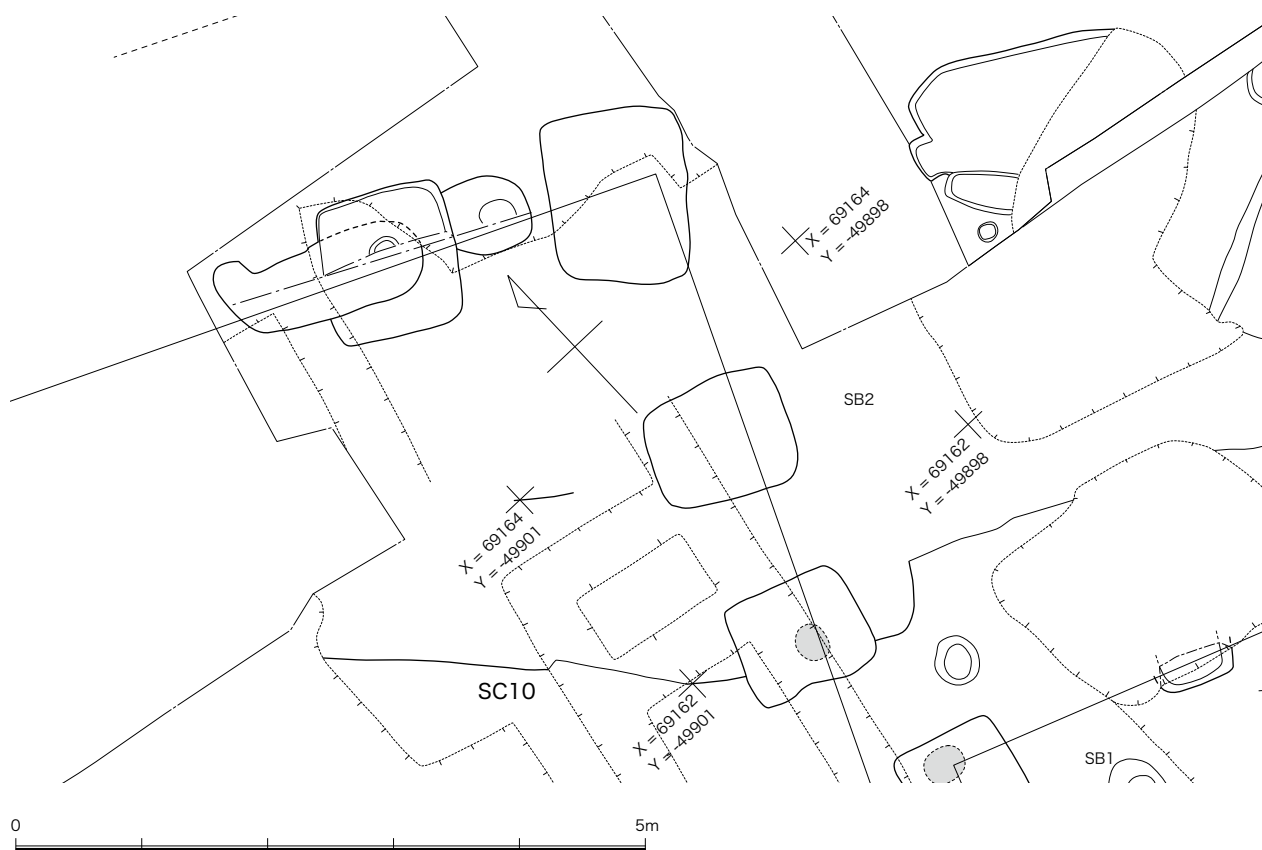 X = 69164
Y = -49898
SB2
X = 69162
Y = -49898
X = 69164
Y = -49901
SC10
X = 69162
Y = -49901
SB1
0
5m